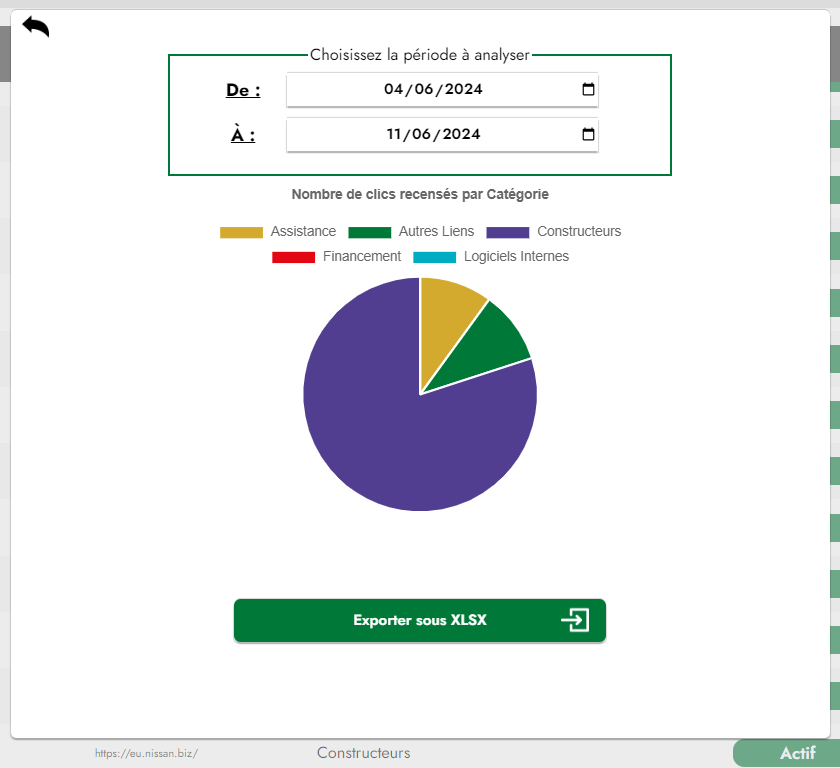 Choisissez la période à analyser
De : 04/06/2024
À : 11/06/2024
Nombre de clics recensés par Catégorie
Assistance Autres Liens Constructeurs
Financement Logiciels Internes
Exporter sous XLSX
https://eu.nissan.biz/ Constructeurs Actif